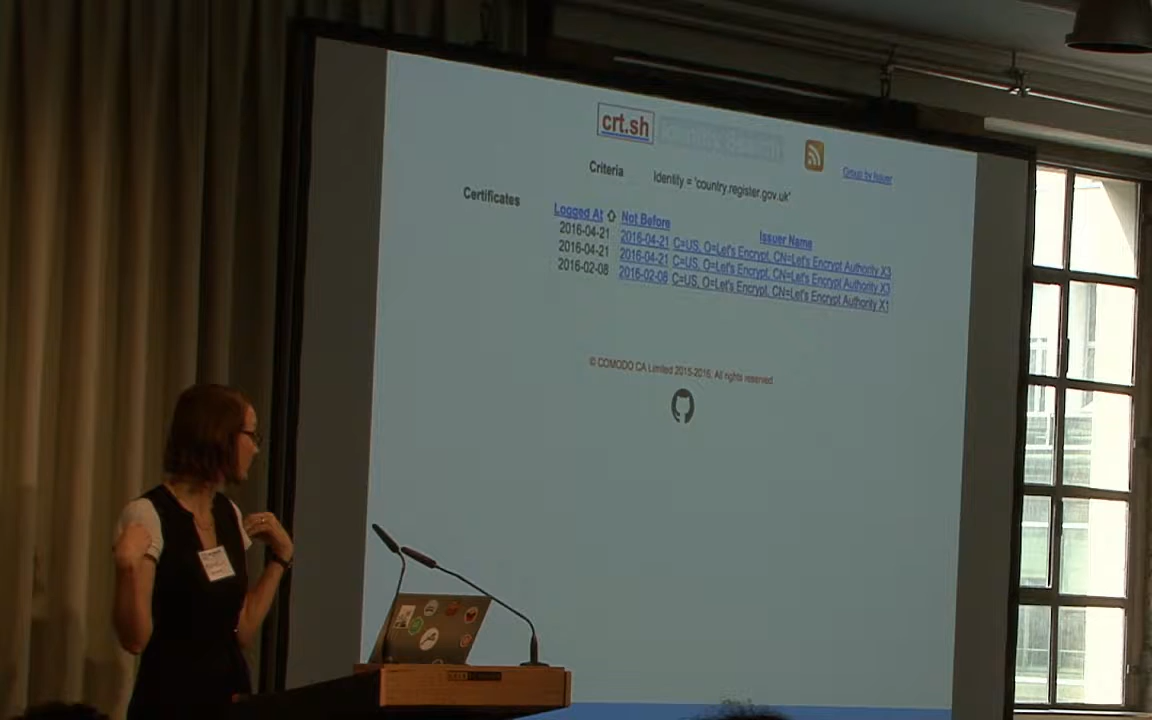 crt.sh Identity Search
Group by Issuer
Criteria Identity = 'country.register.gov.uk'
Certificates
Logged At ⇧ Not Before Issuer Name
2016-04-21 2016-04-21 C=US, O=Let's Encrypt, CN=Let's Encrypt Authority X3
2016-04-21 2016-04-21 C=US, O=Let's Encrypt, CN=Let's Encrypt Authority X3
2016-02-08 2016-02-08 C=US, O=Let's Encrypt, CN=Let's Encrypt Authority X1
© COMODO CA Limited 2015-2016. All rights reserved